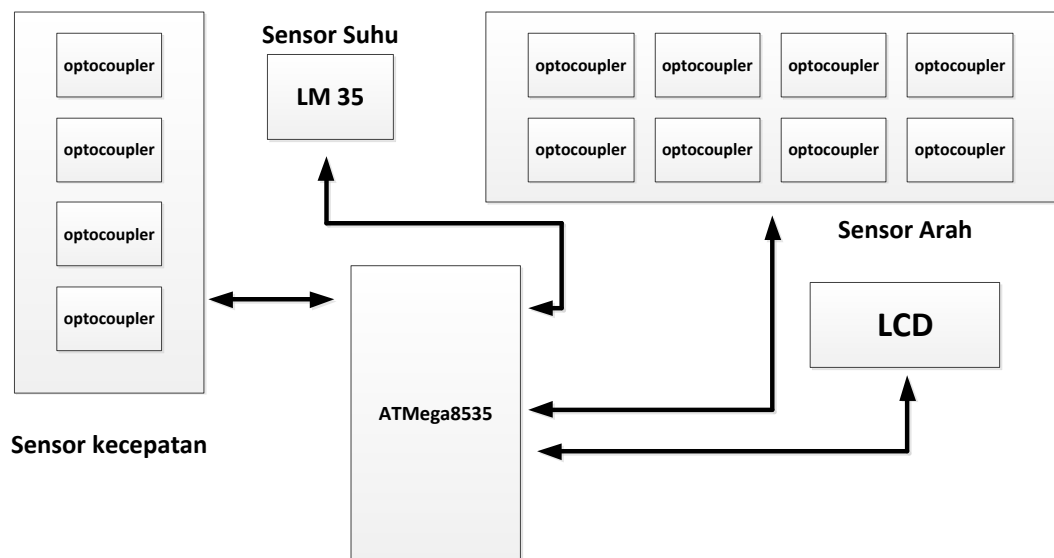 optocoupler
optocoupler
optocoupler
optocoupler
Sensor kecepatan
Sensor Suhu
LM 35
optocoupler optocoupler optocoupler optocoupler
optocoupler optocoupler optocoupler optocoupler
Sensor Arah
LCD
ATMega8535